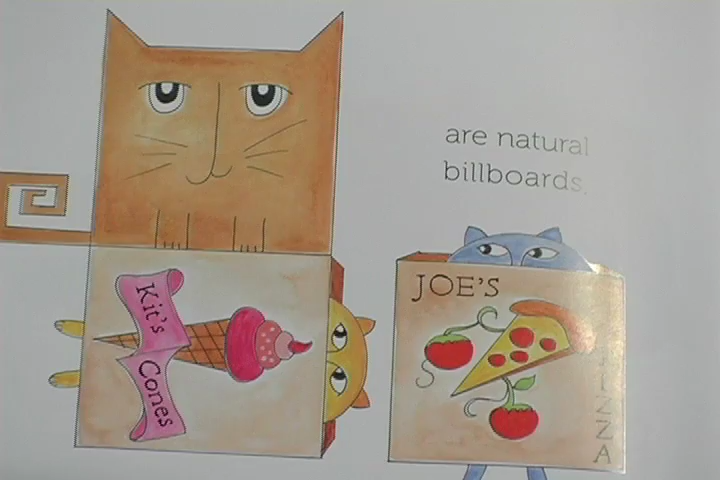 are natural
billboards.
Kit's
Cones
JOE'S
PIZZA